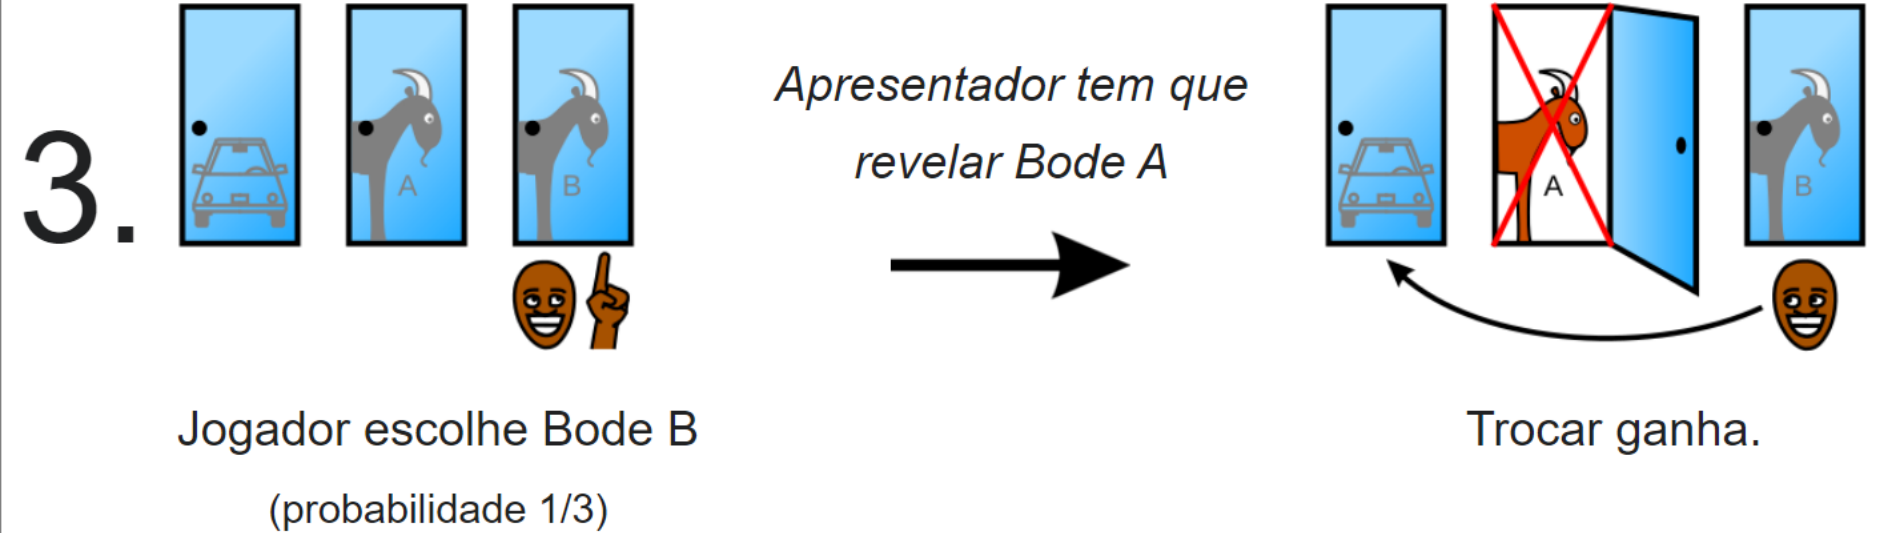 3.
A
B
Apresentador tem que
revelar Bode A
A
B
Jogador escolhe Bode B
(probabilidade 1/3)
Trocar ganha.